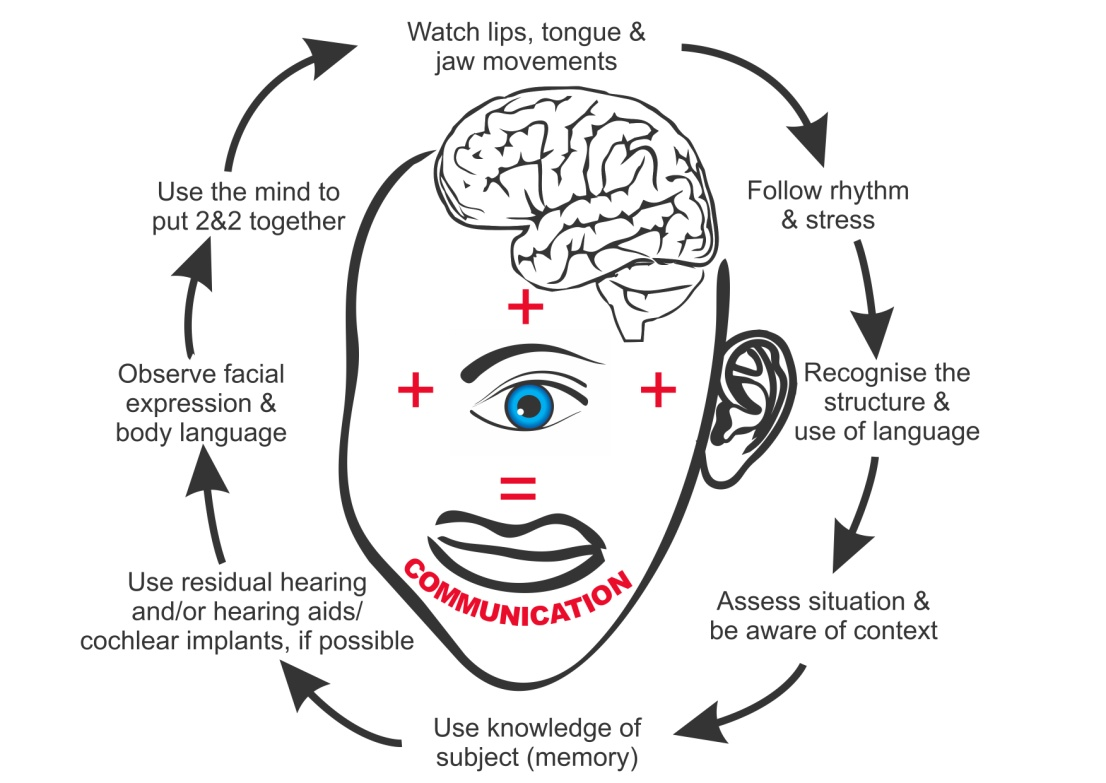 Watch lips, tongue &
jaw movements
Follow rhythm
& stress
Recognise the
structure &
use of language
Assess situation &
be aware of context
Use knowledge of
subject (memory)
Use residual hearing
and/or hearing aids/
cochlear implants, if possible
Observe facial
expression &
body language
Use the mind to
put 2&2 together
+
+ +
=
COMMUNICATION